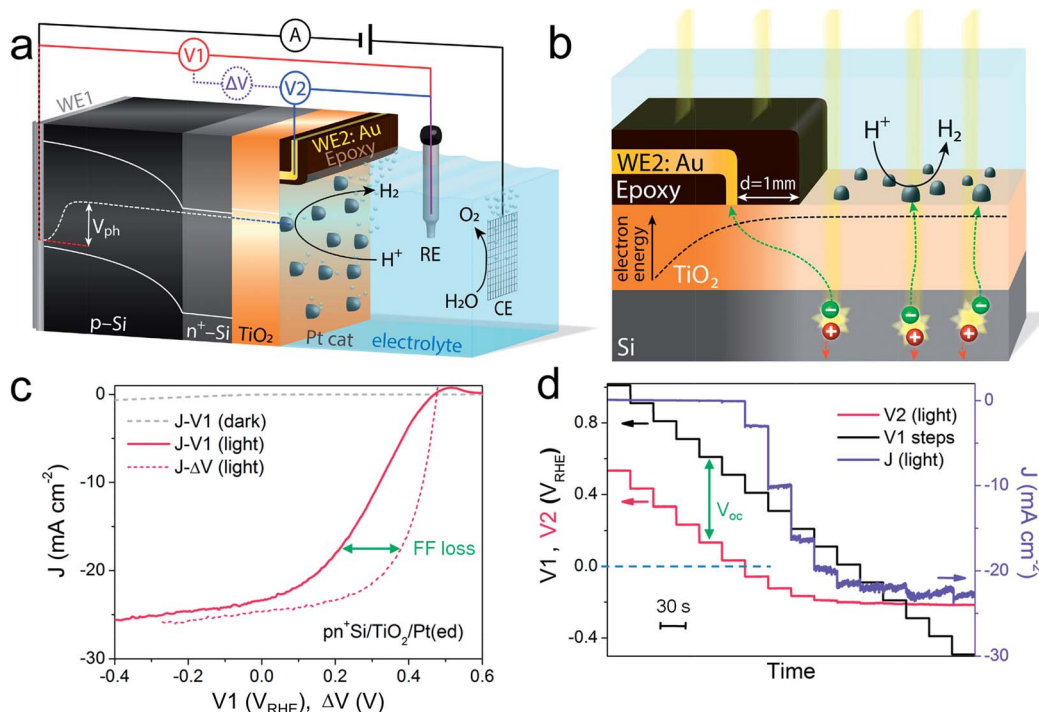 a
A
V1
ΔV
V2
WE1
WE2: Au
Epoxy
H₂
O₂
V_ph
H⁺
RE
H₂O
CE
p–Si
n⁺–Si
TiO₂
Pt cat
electrolyte
b
H⁺
H₂
WE2: Au
Epoxy
d=1mm
electron
energy
TiO₂
Si
−
−
−
+
+
+
c
0
-10
-20
-30
J (mA cm⁻²)
J-V1 (dark)
J-V1 (light)
J-ΔV (light)
FF loss
pn⁺Si/TiO₂/Pt(ed)
-0.4
-0.2
0.0
0.2
0.4
0.6
V1 (V_RHE), ΔV (V)
d
0.8
0.4
0.0
-0.4
V1 , V2 (V_RHE)
V2 (light)
V1 steps
J (light)
V_oc
30 s
0
-10
-20
-30
J (mA cm⁻²)
Time